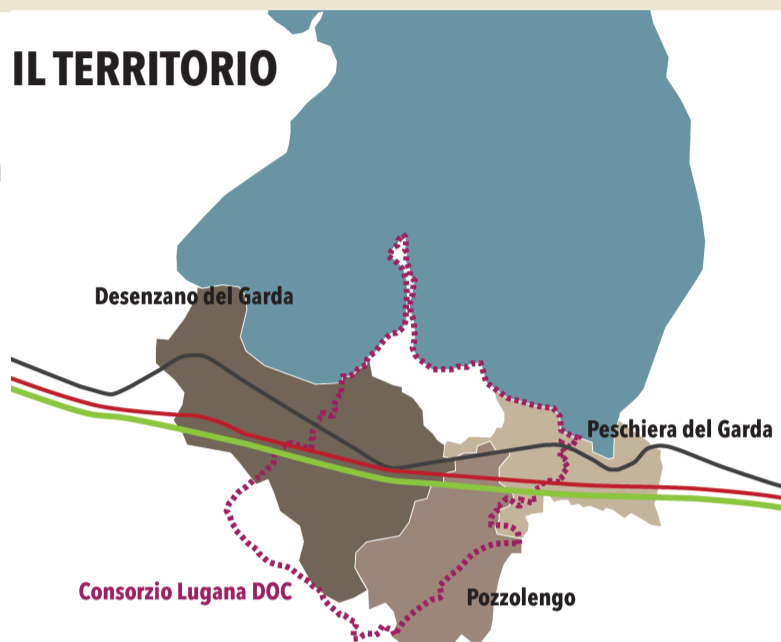 IL TERRITORIO
Desenzano del Garda
Peschiera del Garda
Consorzio Lugana DOC
Pozzolengo